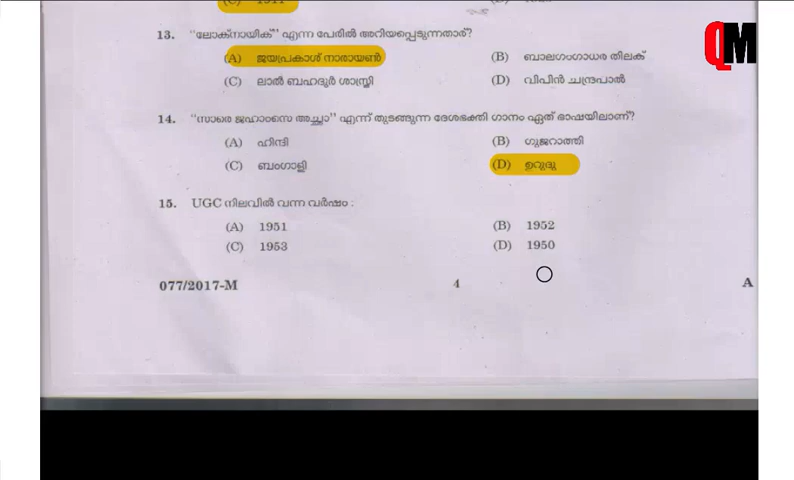 (C) 1911
13. "ലോക്നായിക്" എന്ന പേരിൽ അറിയപ്പെടുന്നതാര്?
(A) ജയപ്രകാശ് നാരായൺ (B) ബാലഗംഗാധര തിലക്
(C) ലാൽ ബഹദൂർ ശാസ്ത്രി (D) വിപിൻ ചന്ദ്രപാൽ
14. "സാരെ ജഹാംസെ അച്ഛാ" എന്ന് തുടങ്ങുന്ന ദേശഭക്തി ഗാനം ഏത് ഭാഷയിലാണ്?
(A) ഹിന്ദി (B) ഗുജറാത്തി
(C) ബംഗാളി (D) ഉറുദു
15. UGC നിലവിൽ വന്ന വർഷം :
(A) 1951 (B) 1952
(C) 1953 (D) 1950
077/2017-M 4 A
QM